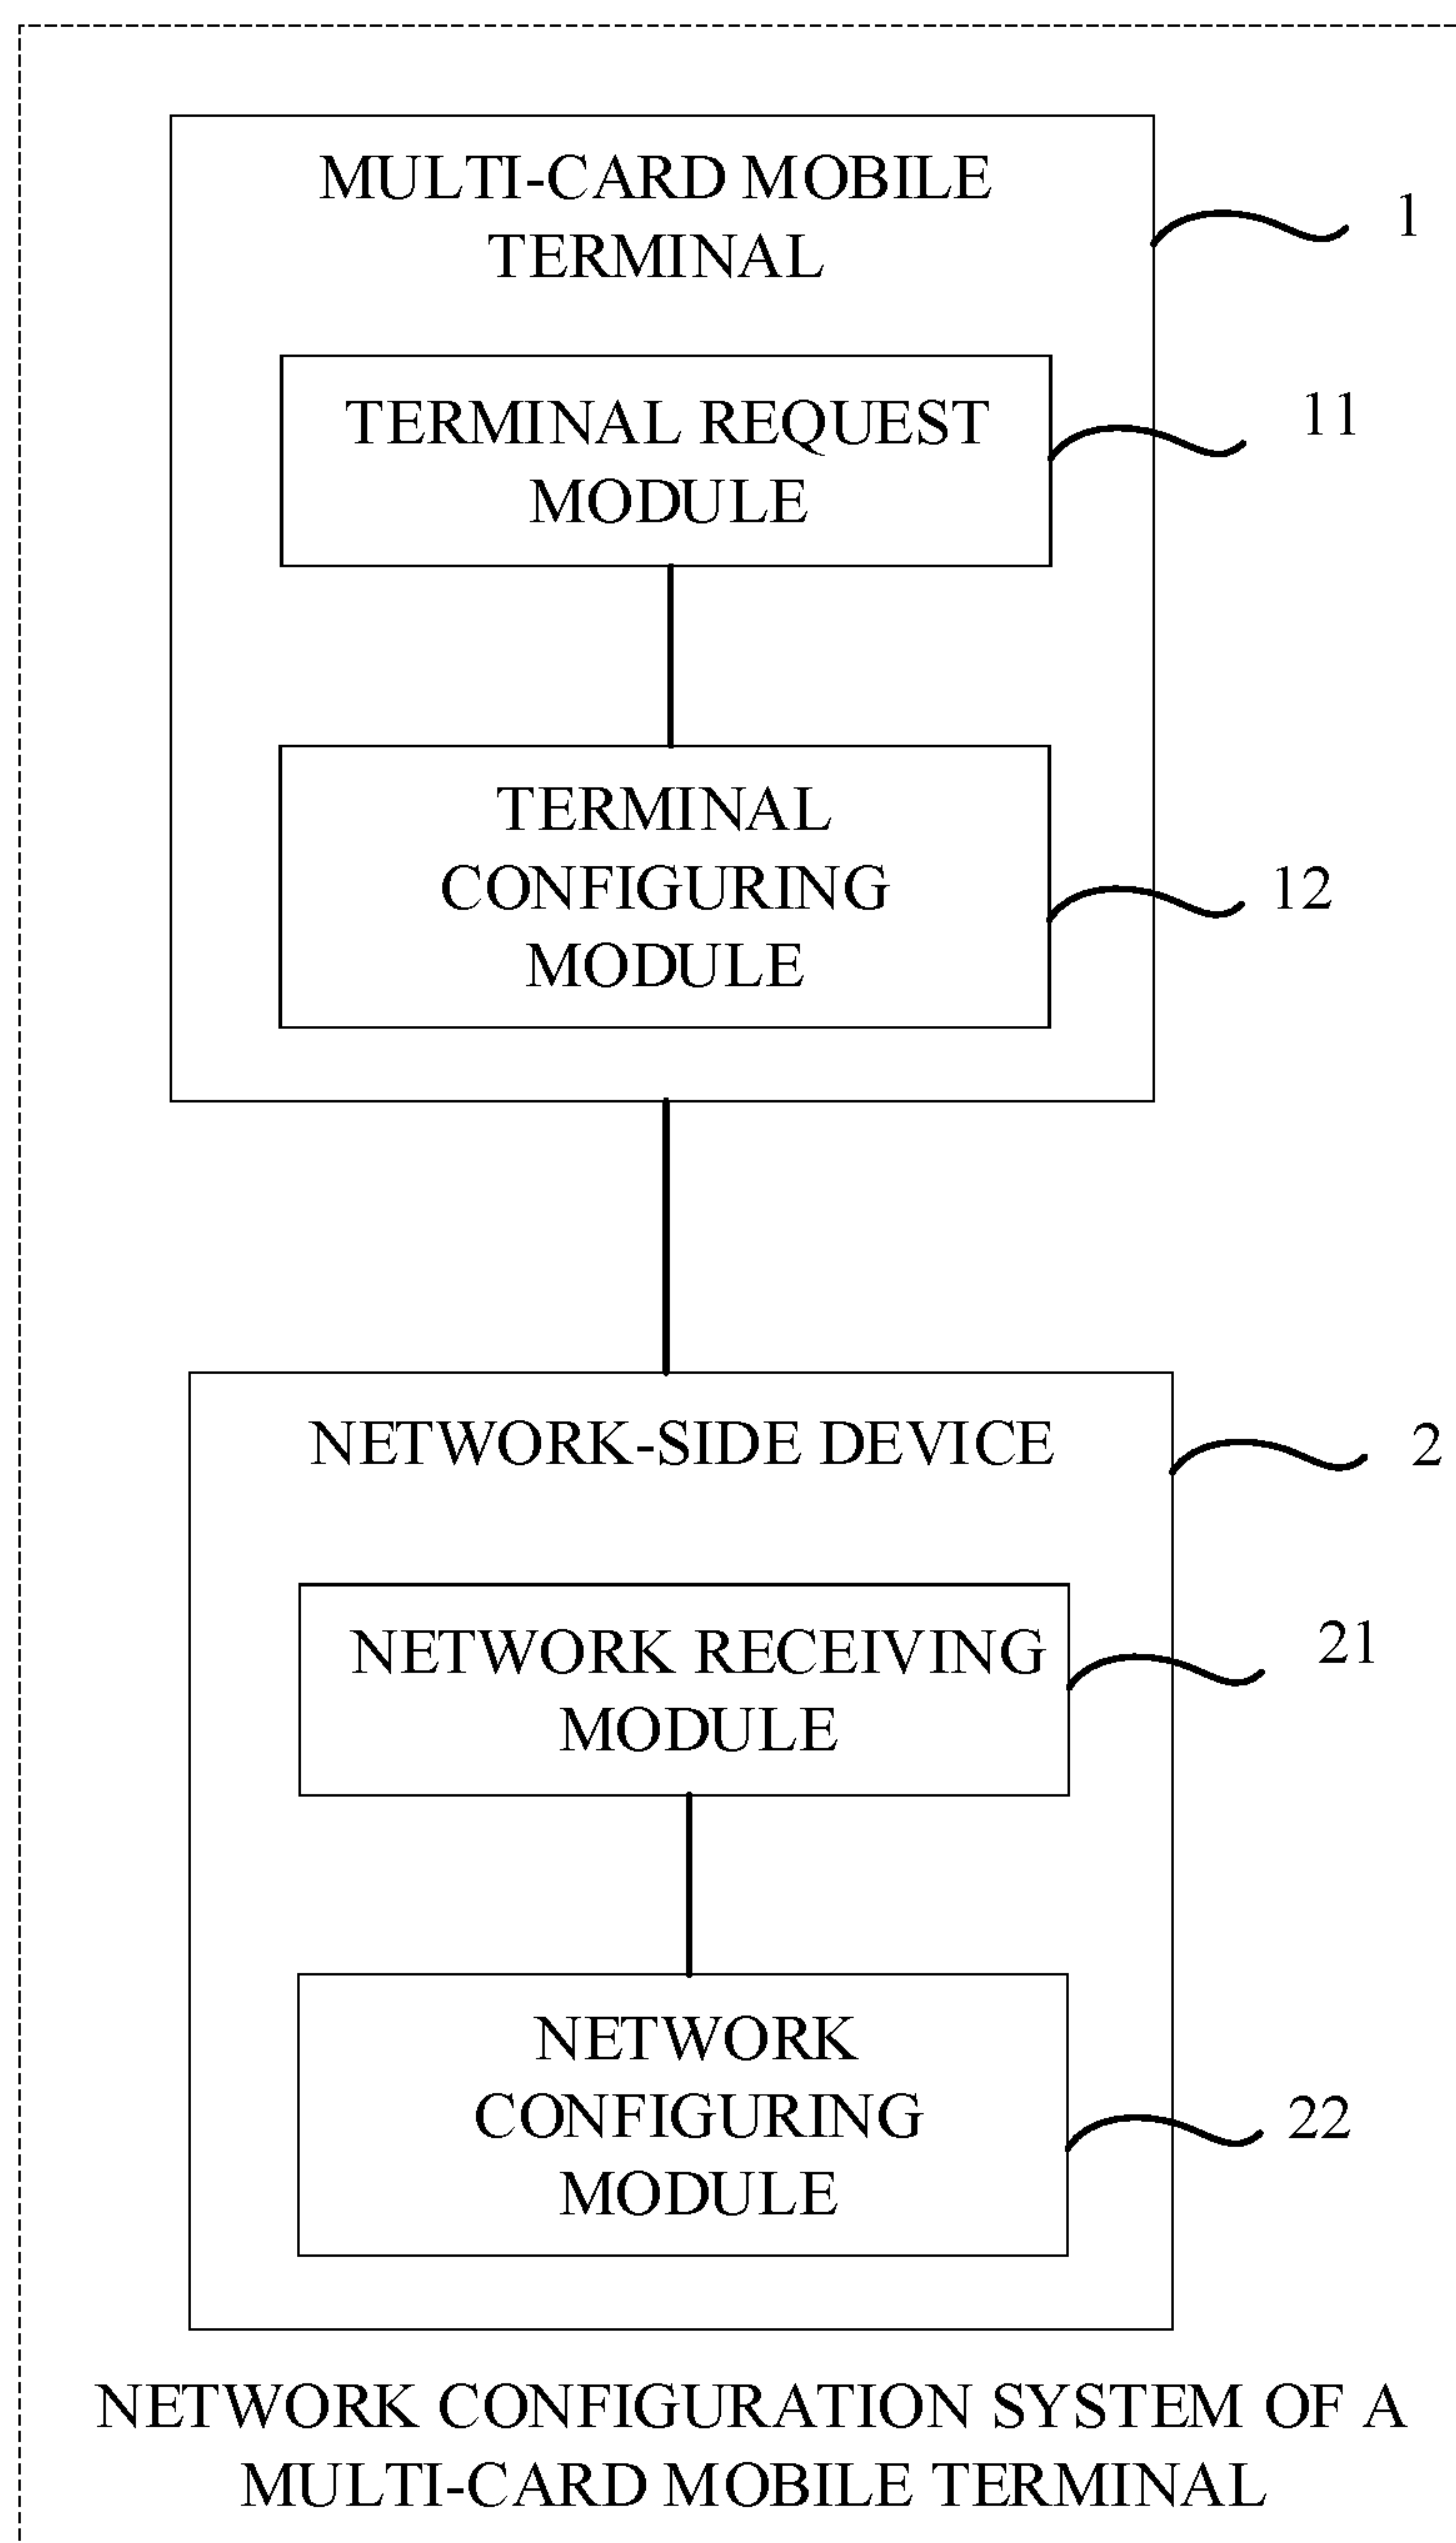 MULTI-CARD MOBILE
TERMINAL
1
TERMINAL REQUEST
MODULE
11
TERMINAL
CONFIGURING
MODULE
12
NETWORK-SIDE DEVICE
2
NETWORK RECEIVING
MODULE
21
NETWORK
CONFIGURING
MODULE
22
NETWORK CONFIGURATION SYSTEM OF A
MULTI-CARD MOBILE TERMINAL